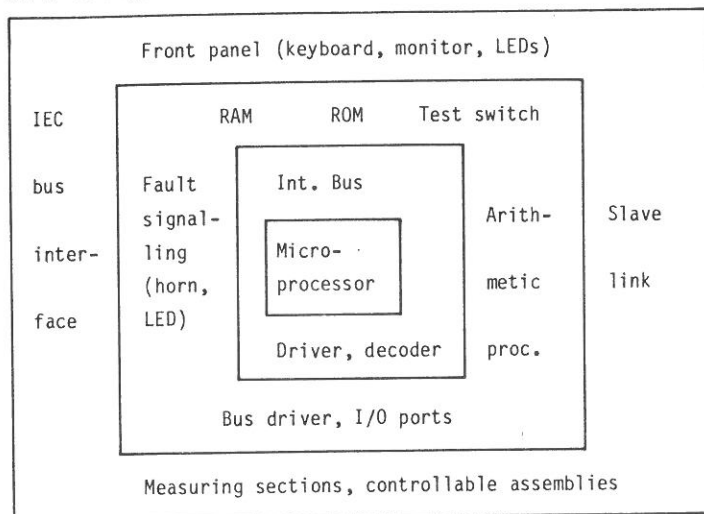 Front panel (keyboard, monitor, LEDs)
IEC
bus
inter-
face
RAM ROM Test switch
Fault
signal-
ling
(horn,
LED)
Int. Bus
Micro-
processor
Driver, decoder
Arith-
metic
proc.
Slave
link
Bus driver, I/O ports
Measuring sections, controllable assemblies